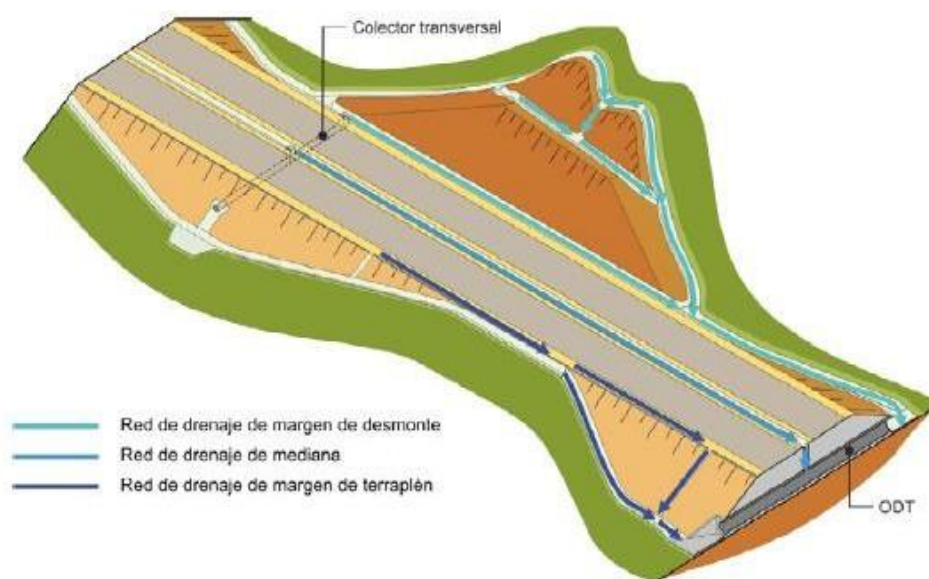 Colector transversal
Red de drenaje de margen de desmonte
Red de drenaje de mediana
Red de drenaje de margen de terraplén
ODT